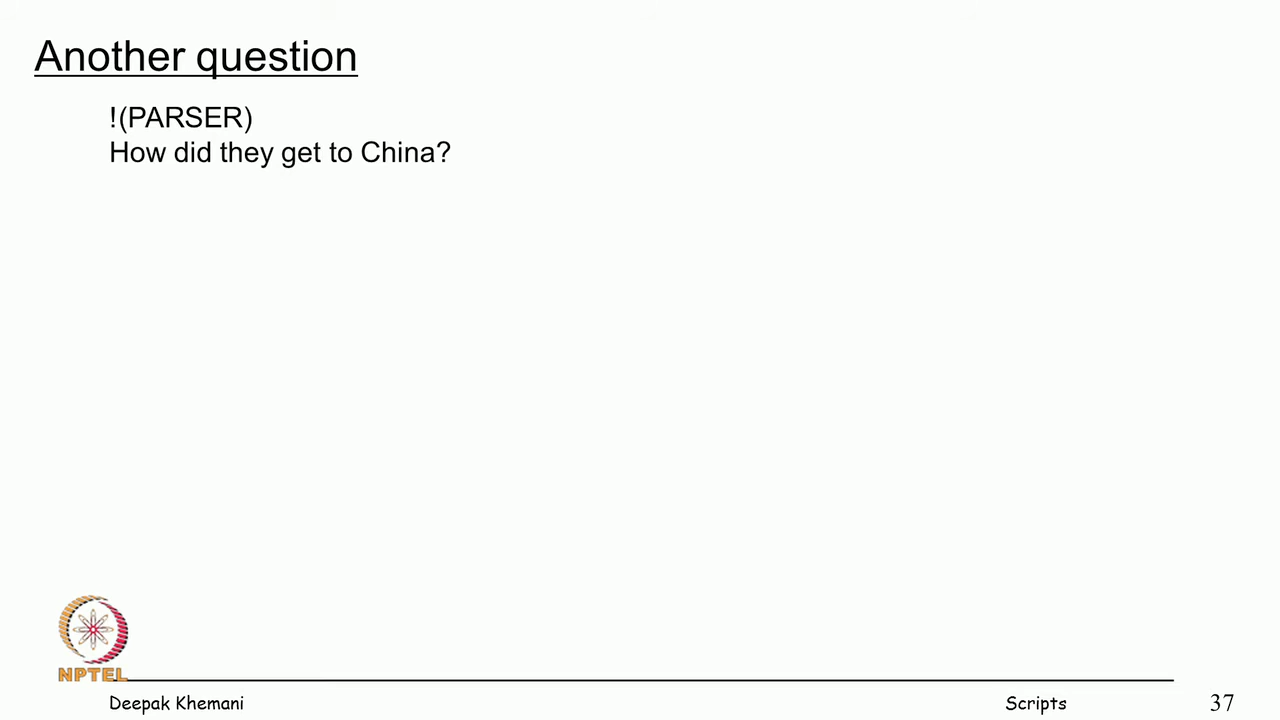 Another question
!(PARSER)
How did they get to China?
NPTEL
Deepak Khemani
Scripts
37